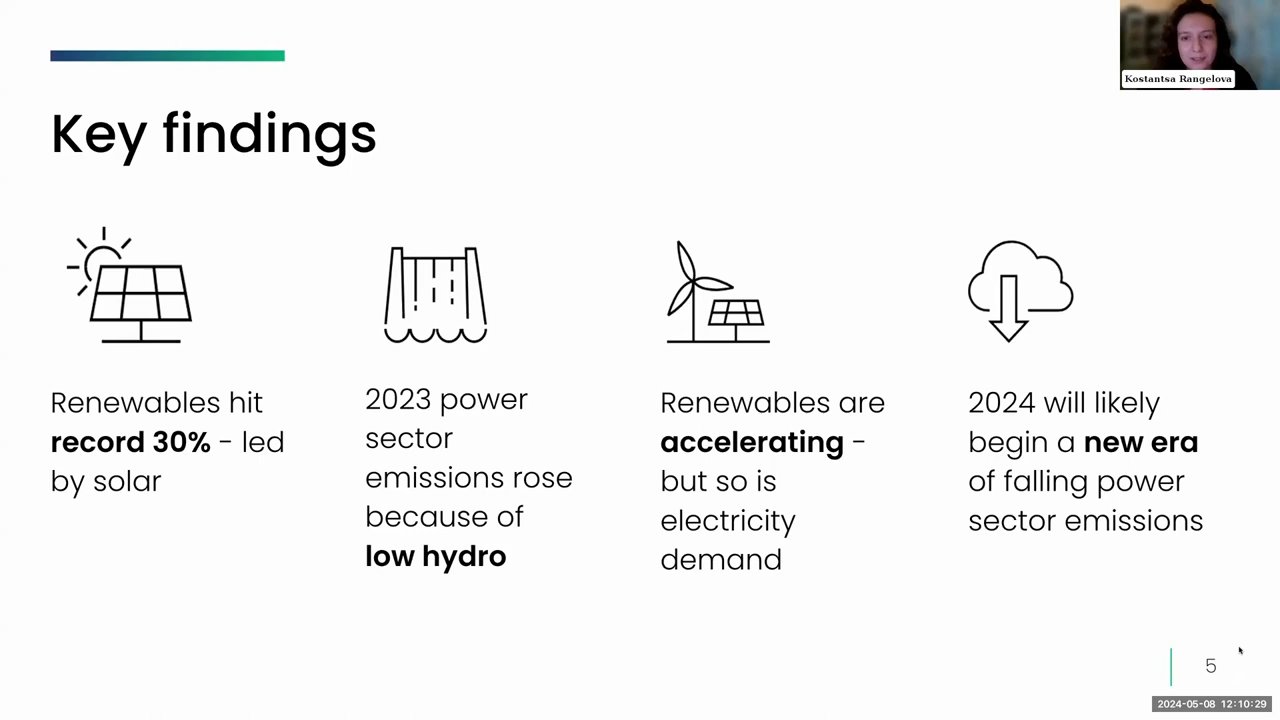 Kostantsa Rangelova
Key findings
Renewables hit
record 30% - led
by solar
2023 power
sector
emissions rose
because of
low hydro
Renewables are
accelerating -
but so is
electricity
demand
2024 will likely
begin a new era
of falling power
sector emissions
5
2024-05-08 12:10:29